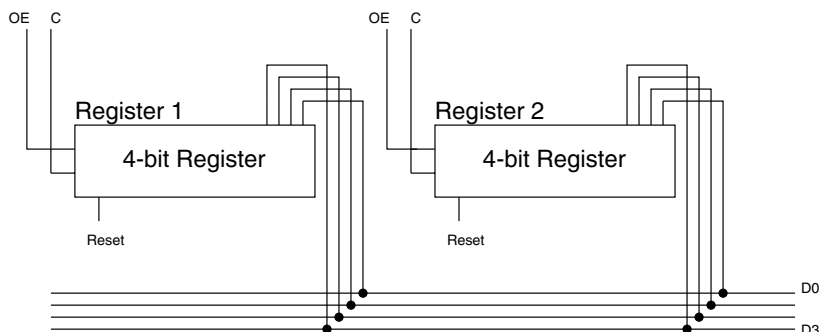 OE C OE C
Register 1 Register 2
4-bit Register 4-bit Register
Reset Reset
D0
D3